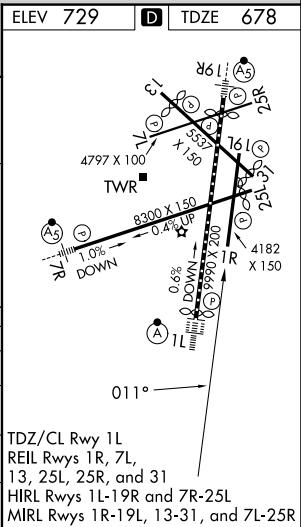 ELEV 729 D TDZE 678
19R
A5
13
P
P
25R
P
7L
5537
X 150
19L
4797 X 100
TWR
P
25L
31
8300 X 150
0.4% UP
A5
P
1.0%
DOWN
7R
0.6%
DOWN
9990 X 200
1R
4182
X 150
P
A
1L
011°
TDZ/CL Rwy 1L
REIL Rwys 1R, 7L,
13, 25L, 25R, and 31
HIRL Rwys 1L-19R and 7R-25L
MIRL Rwys 1R-19L, 13-31, and 7L-25R